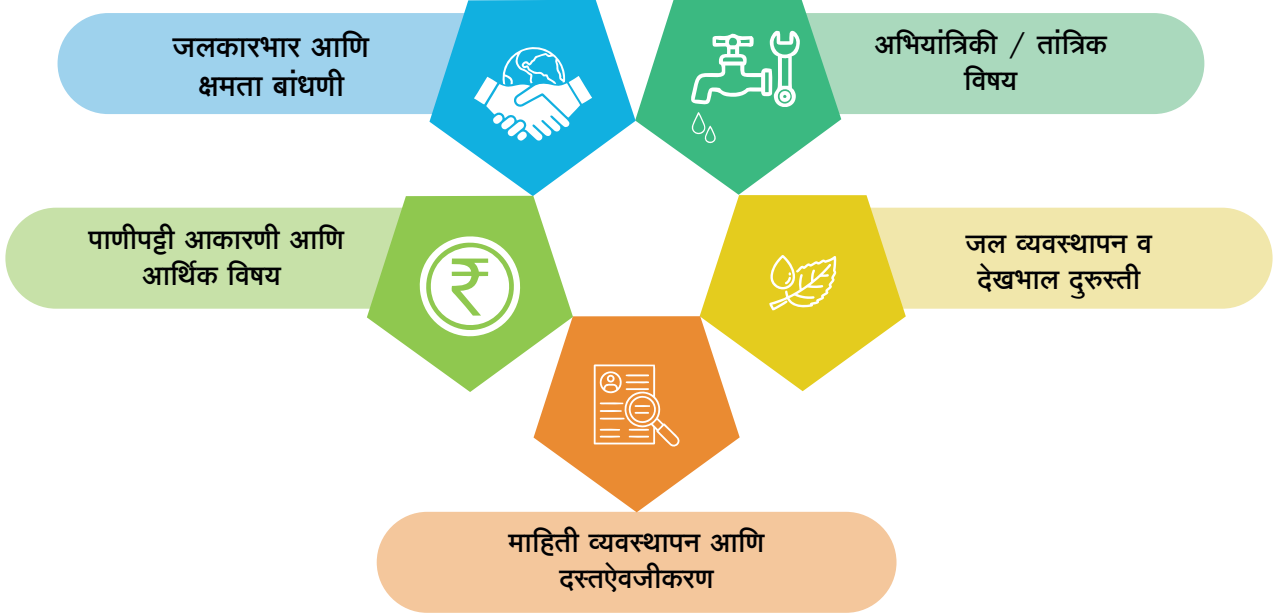 जलकारभार आणि
क्षमता बांधणी
अभियांत्रिकी / तांत्रिक
विषय
पाणीपट्टी आकारणी आणि
आर्थिक विषय
जल व्यवस्थापन व
देखभाल दुरुस्ती
माहिती व्यवस्थापन आणि
दस्तऐवजीकरण